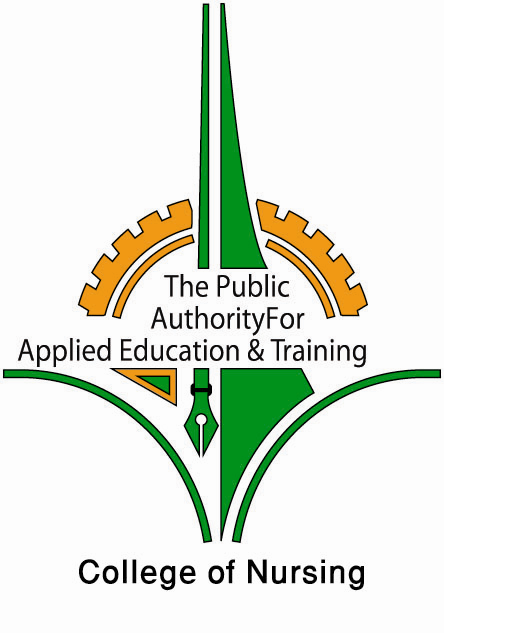 The Public
AuthorityFor
Applied Education & Training
College of Nursing